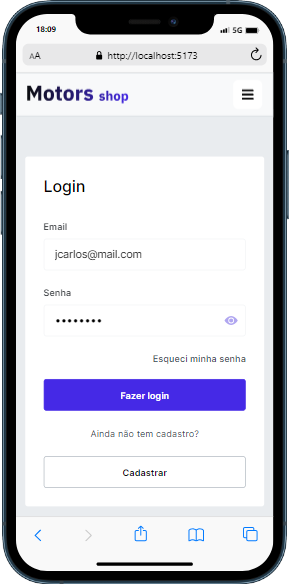 18:09
5G
AA
http://localhost:5173
Motors shop
Login
Email
jcarlos@mail.com
Senha
••••••••
Esqueci minha senha
Fazer login
Ainda não tem cadastro?
Cadastrar